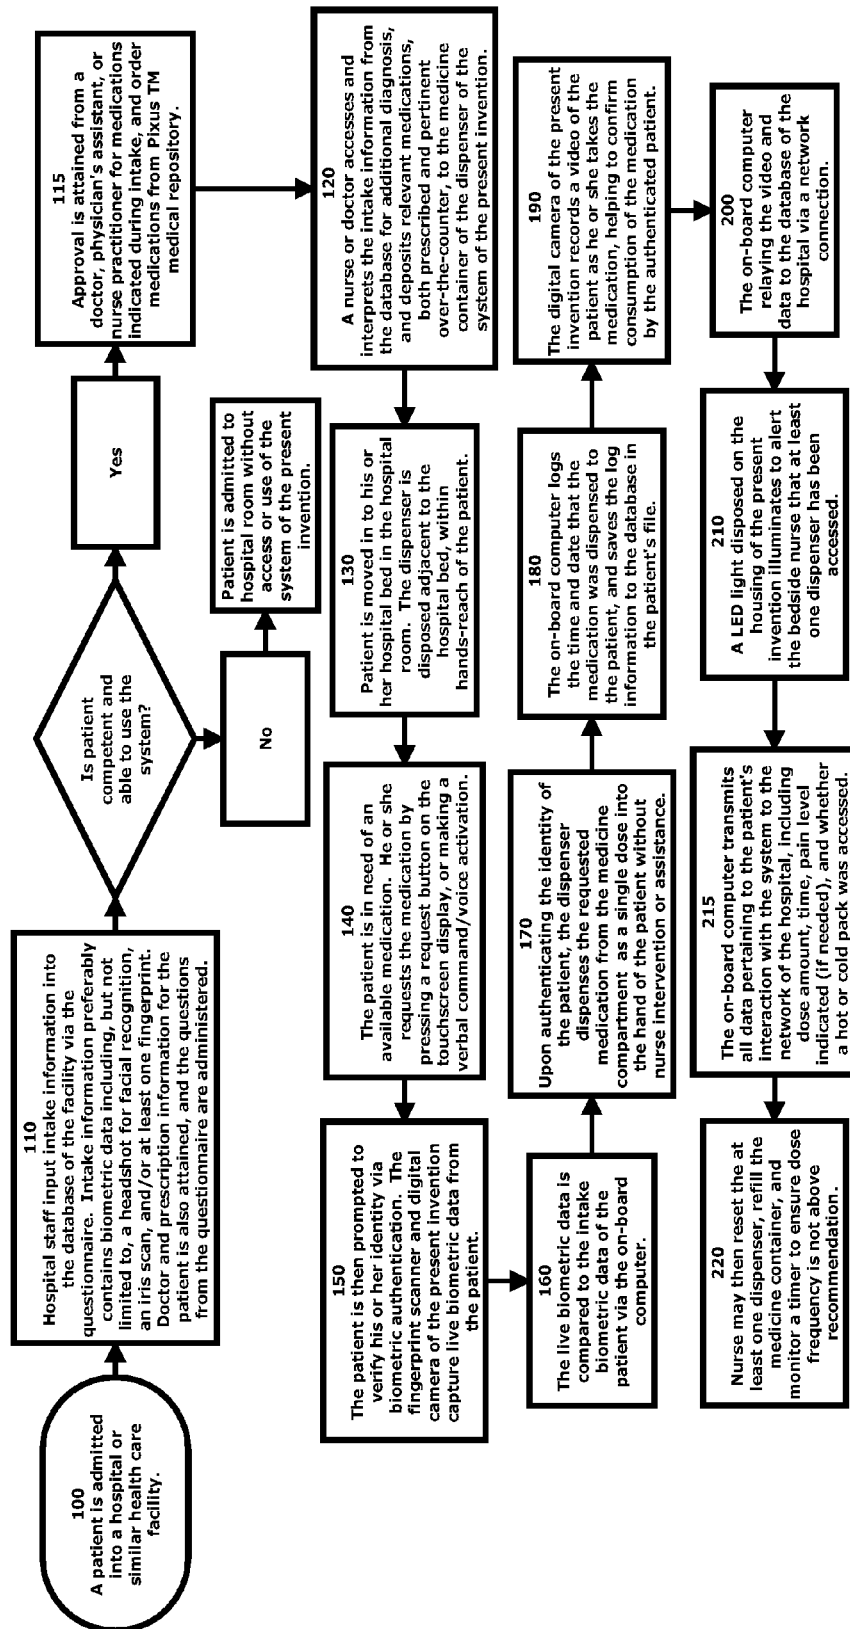 100
A patient is admitted
into a hospital or
similar health care
facility.
110
Hospital staff input intake information into
the database of the facility via the
questionnaire. Intake information preferably
contains biometric data including, but not
limited to, a headshot for facial recognition,
an iris scan, and/or at least one fingerprint.
Doctor and prescription information for the
patient is also attained, and the questions
from the questionnaire are administered.
Is patient
competent and
able to use the
system?
Yes
No
Patient is admitted to
hospital room without
access or use of the
system of the present
invention.
115
Approval is attained from a
doctor, physician's assistant, or
nurse practitioner for medications
indicated during intake, and order
medications from Pixus TM
medical repository.
120
A nurse or doctor accesses and
interprets the intake information from
the database for additional diagnosis,
and deposits relevant medications,
both prescribed and pertinent
over-the-counter, to the medicine
container of the dispenser of the
system of the present invention.
130
Patient is moved in to his or
her hospital bed in the hospital
room. The dispenser is
disposed adjacent to the
hospital bed, within
hands-reach of the patient.
140
The patient is in need of an
available medication. He or she
requests the medication by
pressing a request button on the
touchscreen display, or making a
verbal command/voice activation.
150
The patient is then prompted to
verify his or her identity via
biometric authentication. The
fingerprint scanner and digital
camera of the present invention
capture live biometric data from
the patient.
160
The live biometric data is
compared to the intake
biometric data of the
patient via the on-board
computer.
170
Upon authenticating the identity of
the patient, the dispenser
dispenses the requested
medication from the medicine
compartment as a single dose into
the hand of the patient without
nurse intervention or assistance.
180
The on-board computer logs
the time and date that the
medication was dispensed to
the patient, and saves the log
information to the database in
the patient's file.
190
The digital camera of the present
invention records a video of the
patient as he or she takes the
medication, helping to confirm
consumption of the medication
by the authenticated patient.
200
The on-board computer
relaying the video and
data to the database of the
hospital via a network
connection.
210
A LED light disposed on the
housing of the present
invention illuminates to alert
the bedside nurse that at least
one dispenser has been
accessed.
215
The on-board computer transmits
all data pertaining to the patient's
interaction with the system to the
network of the hospital, including
dose amount, time, pain level
indicated (if needed), and whether
a hot or cold pack was accessed.
220
Nurse may then reset the at
least one dispenser, refill the
medicine container, and
monitor a timer to ensure dose
frequency is not above
recommendation.